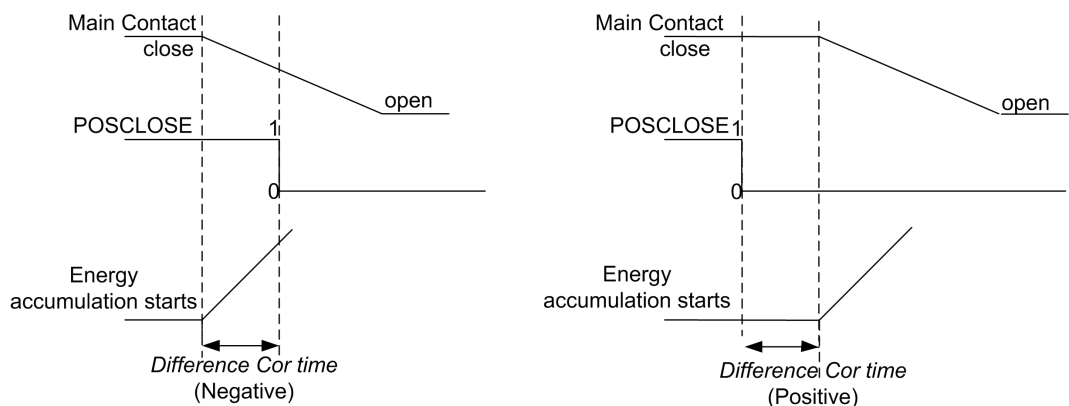 Main Contact
close
open
POSCLOSE 1
0
Energy
accumulation starts
Difference Cor time
(Negative)
Main Contact
close
open
POSCLOSE 1
0
Energy
accumulation starts
Difference Cor time
(Positive)